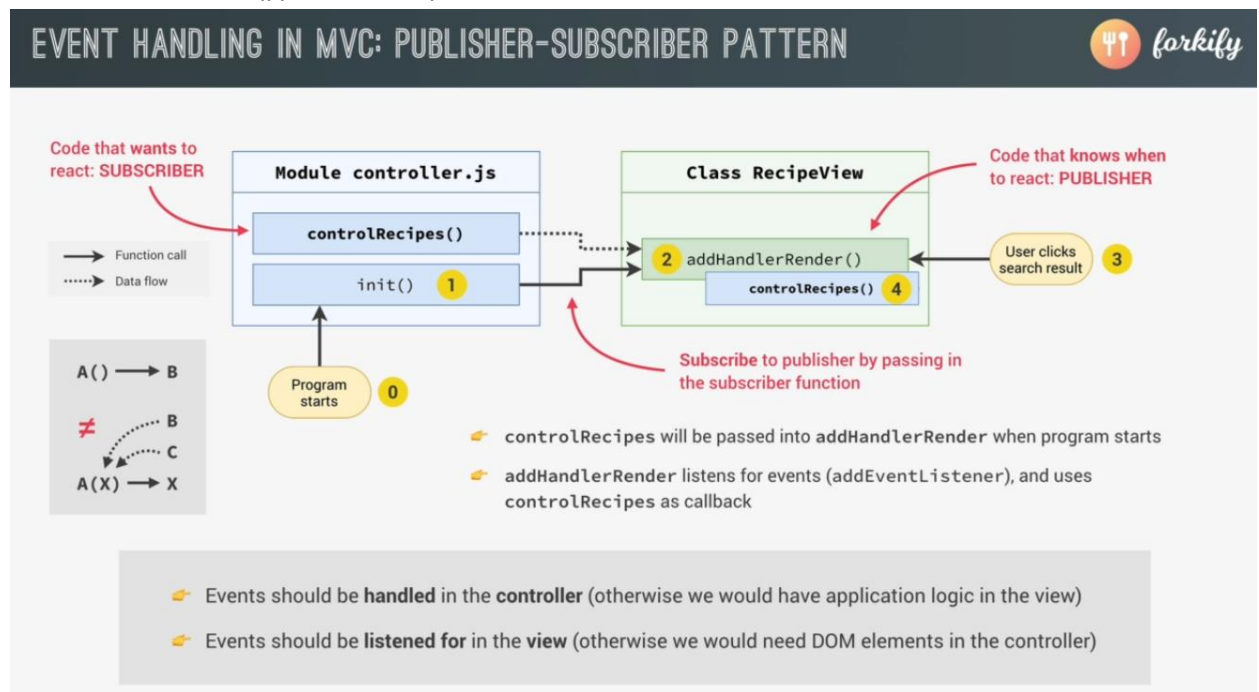 EVENT HANDLING IN MVC: PUBLISHER-SUBSCRIBER PATTERN
forkify
Code that wants to
react: SUBSCRIBER
Module controller.js
controlRecipes()
init()
1
Class RecipeView
2
addHandlerRender()
controlRecipes()
4
Code that knows when
to react: PUBLISHER
User clicks
search result
3
Function call
Data flow
Program
starts
0
Subscribe to publisher by passing in
the subscriber function
A() B
≠
B
C
A(X) X
controlRecipes will be passed into addHandlerRender when program starts
addHandlerRender listens for events (addEventListener), and uses
controlRecipes as callback
Events should be handled in the controller (otherwise we would have application logic in the view)
Events should be listened for in the view (otherwise we would need DOM elements in the controller)